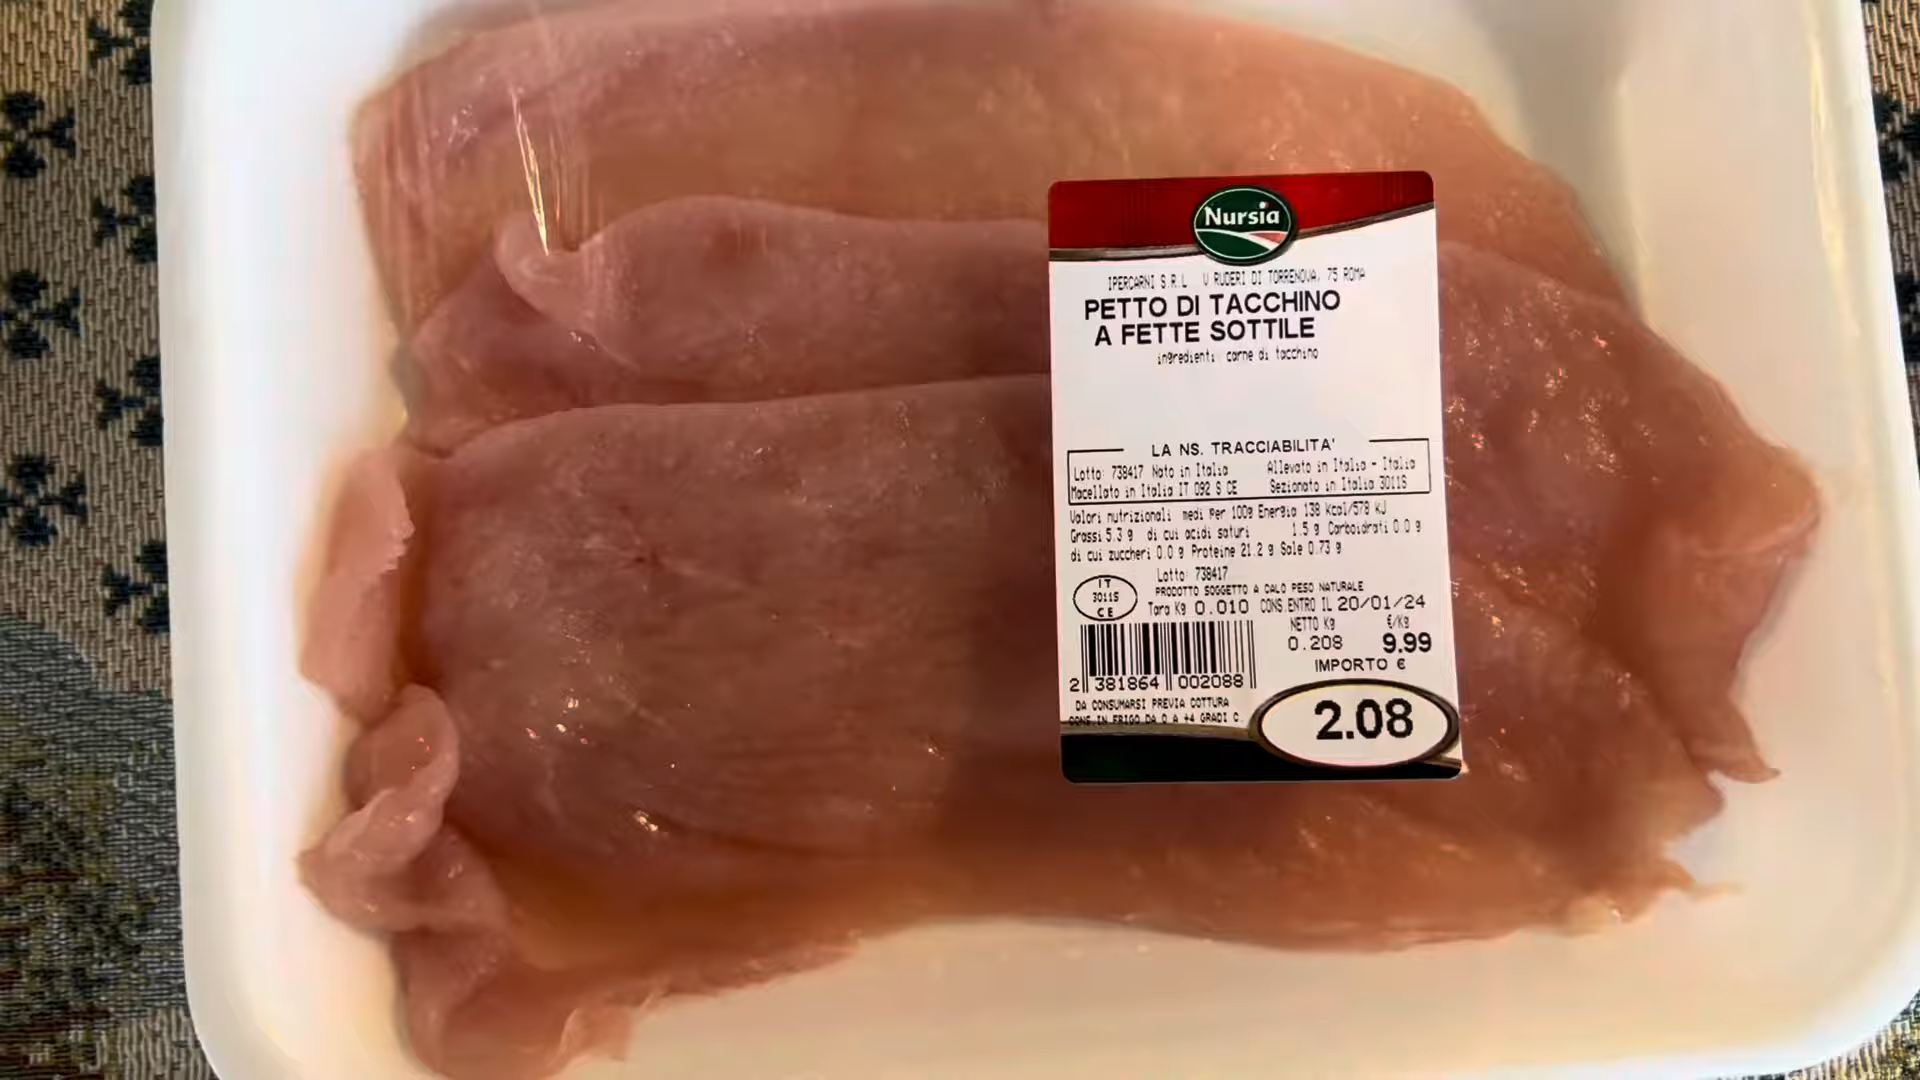 Nursia
IPERCARNI S.R.L V RUDERI DI TORRENOVA, 75 ROMA
PETTO DI TACCHINO
A FETTE SOTTILE
ingredienti carne di tacchino
LA NS. TRACCIABILITA'
Lotto: 738417 Nato in Italia Allevato in Italia - Italia
Macellato in Italia IT 092 S CE Sezionato in Italia 3011S
Valori nutrizionali medi per 100g Energia 138 kcal/578 kJ
Grassi 5.3 g di cui acidi saturi 1.5 g Carboidrati 0.0 g
di cui zuccheri 0.0 g Proteine 21.2 g Sale 0.73 g
Lotto: 738417
IT
3011S
CE
PRODOTTO SOGGETTO A CALO PESO NATURALE
Tara Kg 0.010 CONS.ENTRO IL 20/01/24
NETTO Kg €/Kg
0.208 9.99
IMPORTO €
2 381864 002088
2.08
DA CONSUMARSI PREVIA COTTURA
CONS.IN FRIGO DA 0 A +4 GRADI C.